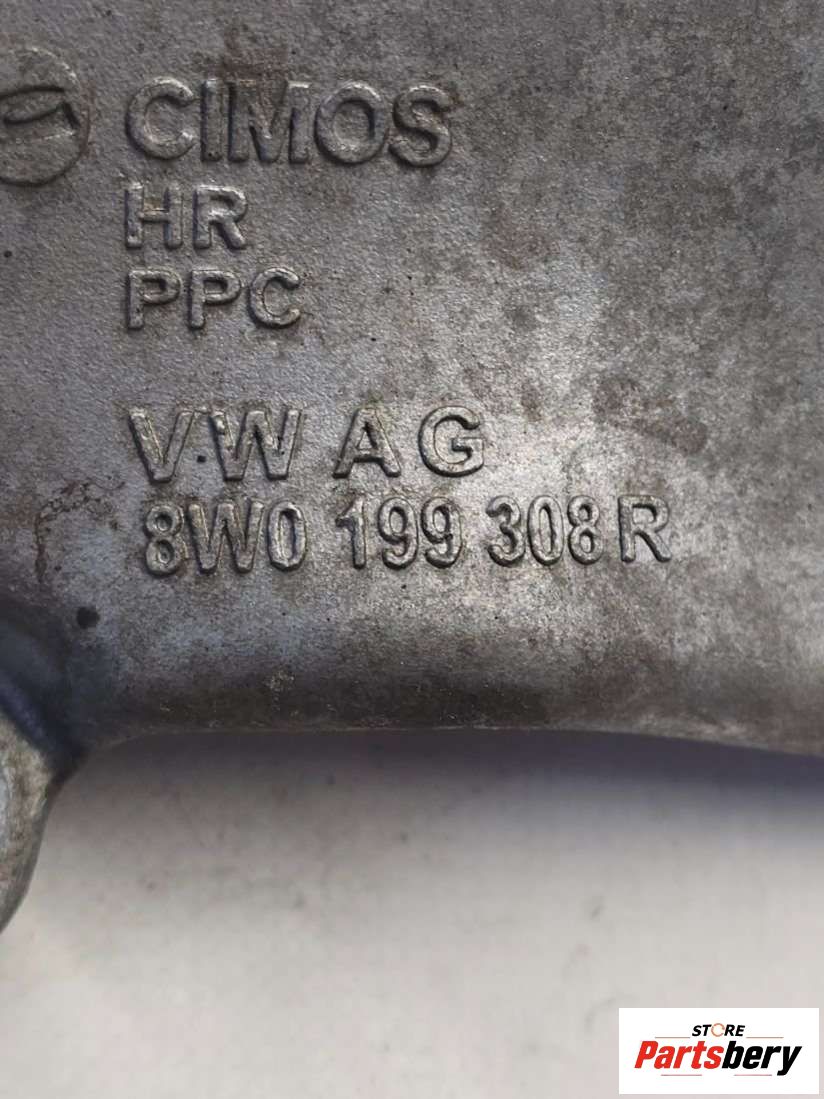 CIMOS
HR
PPC
VW AG
8W0 199 308 R
STORE
Partsbery